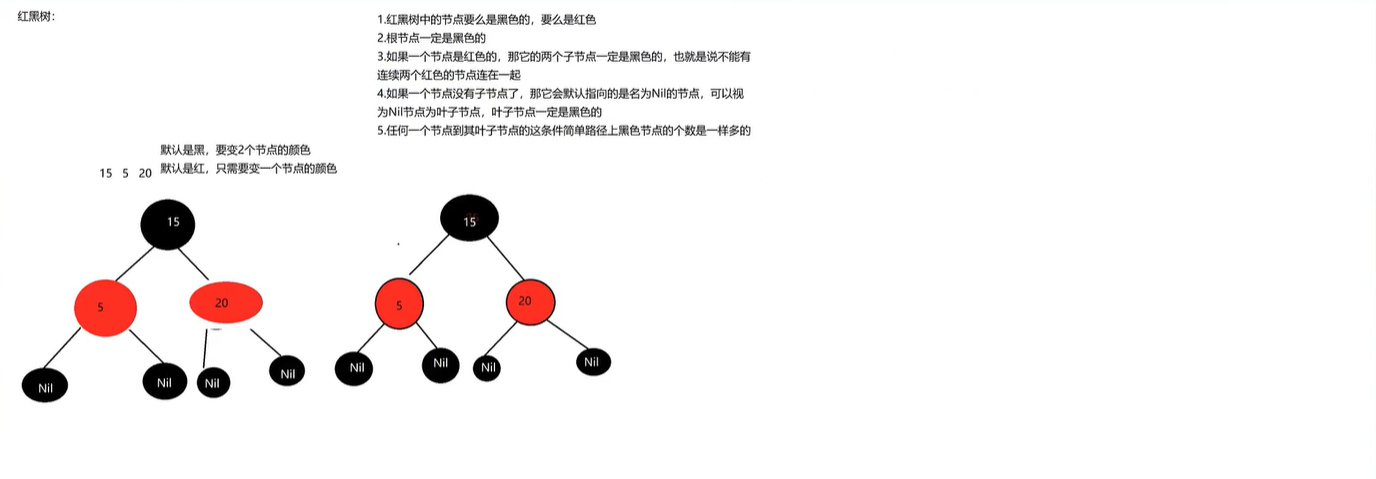 红黑树：
1.红黑树中的节点要么是黑色的，要么是红色
2.根节点一定是黑色的
3.如果一个节点是红色的，那它的两个子节点一定是黑色的，也就是说不能有
连续两个红色的节点连在一起
4.如果一个节点没有子节点了，那它会默认指向的是名为Nil的节点，可以视
为Nil节点为叶子节点，叶子节点一定是黑色的
5.任何一个节点到其叶子节点的这条件简单路径上黑色节点的个数是一样多的
默认是黑，要变2个节点的颜色
默认是红，只需要变一个节点的颜色
15 5 20
15
5
20
Nil
Nil
Nil
Nil
15
5
20
Nil
Nil
Nil
Nil